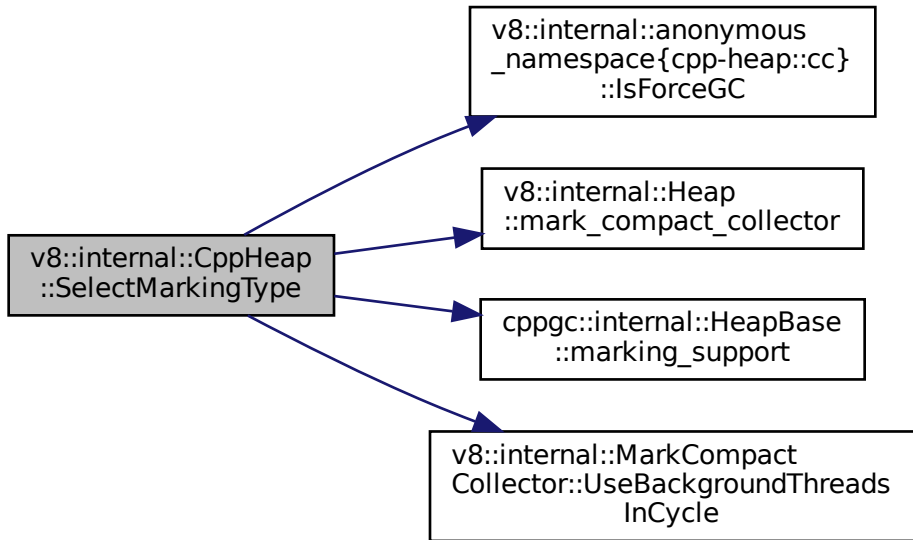 v8::internal::anonymous
_namespace{cpp-heap::cc}
::IsForceGC
v8::internal::Heap
::mark_compact_collector
v8::internal::CppHeap
::SelectMarkingType
cppgc::internal::HeapBase
::marking_support
v8::internal::MarkCompact
Collector::UseBackgroundThreads
InCycle